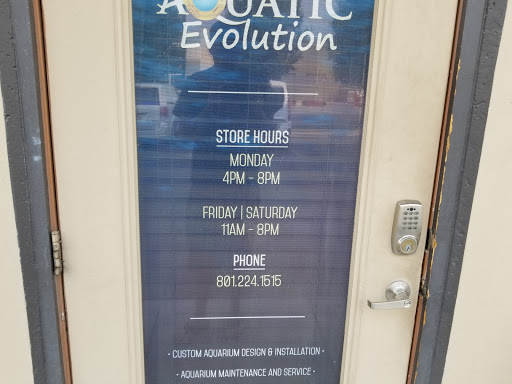 AQUATIC
Evolution
STORE HOURS
MONDAY
4PM - 8PM
FRIDAY | SATURDAY
11AM - 8PM
PHONE
801.224.1515
· CUSTOM AQUARIUM DESIGN & INSTALLATION ·
· AQUARIUM MAINTENANCE AND SERVICE ·